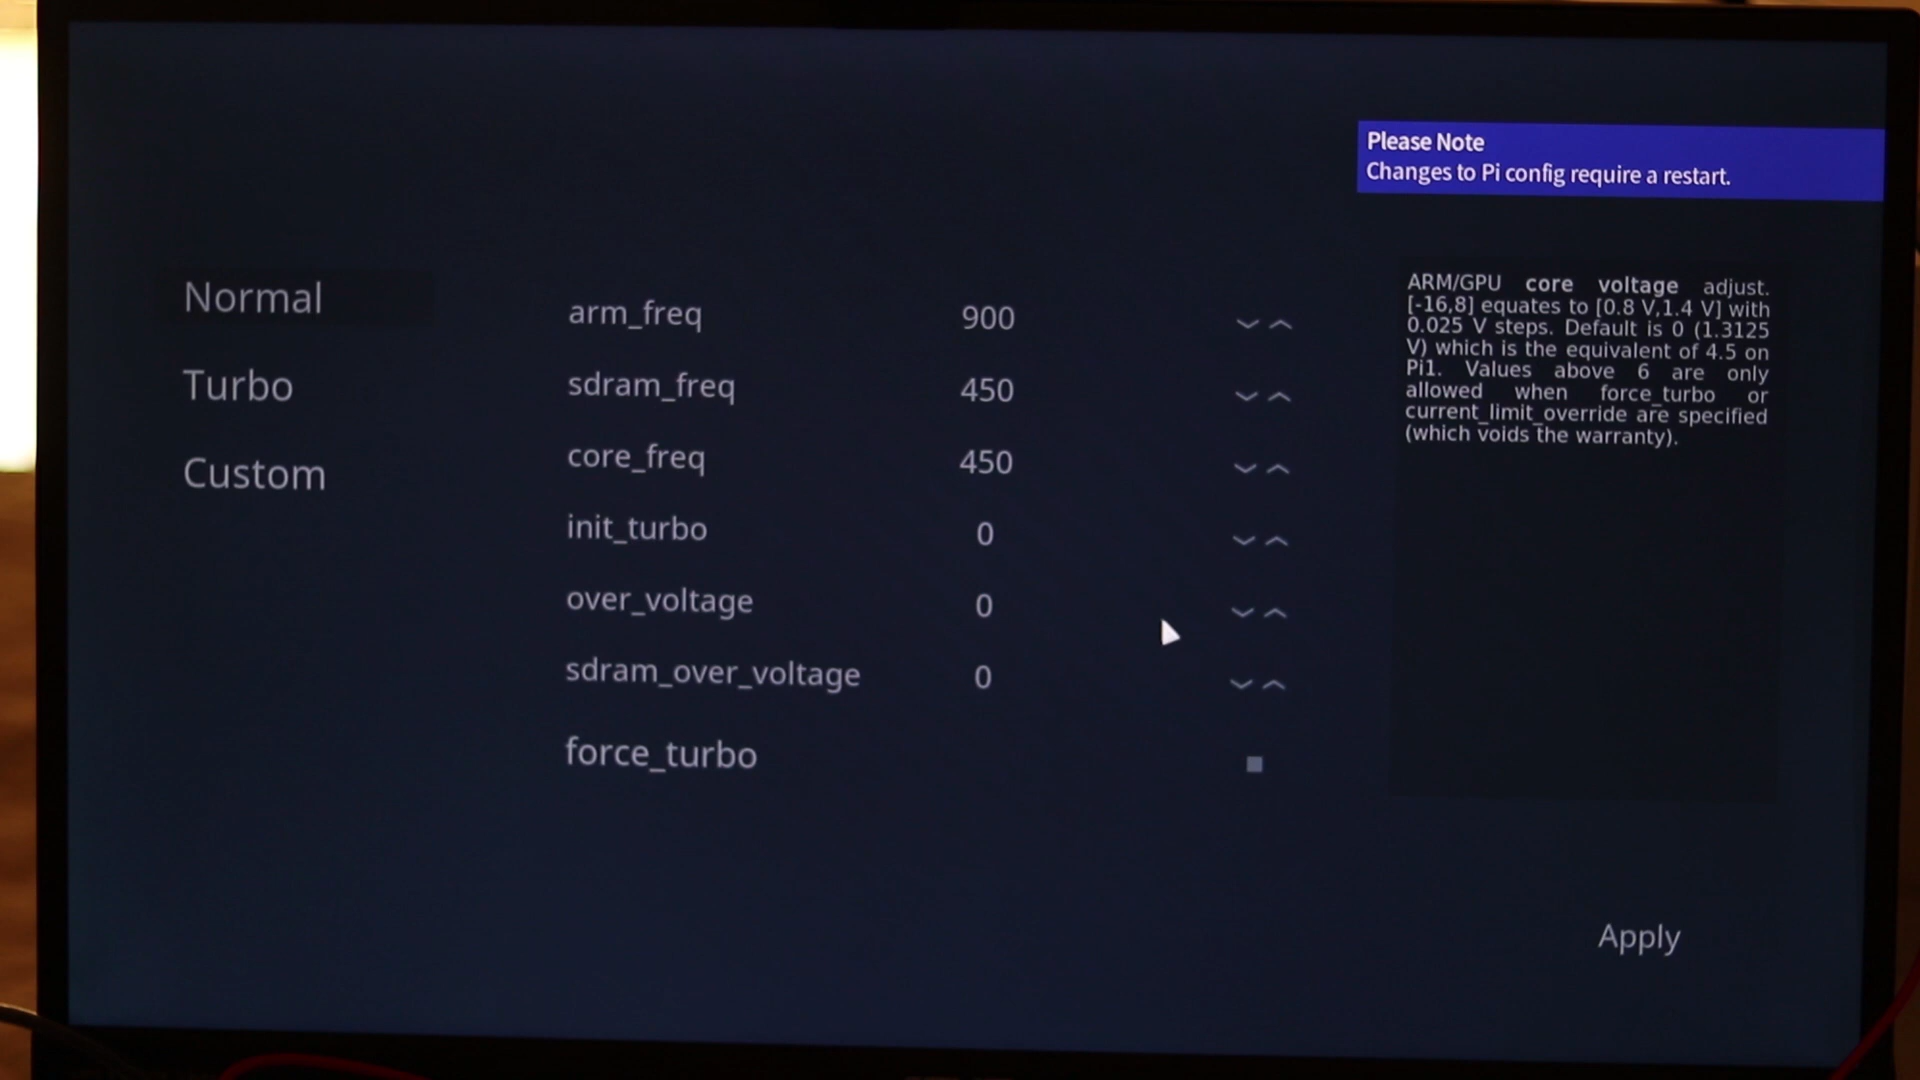 Please Note
Changes to Pi config require a restart.
Normal
Turbo
Custom
arm_freq 900
sdram_freq 450
core_freq 450
init_turbo 0
over_voltage 0
sdram_over_voltage 0
force_turbo
ARM/GPU core voltage adjust.
[-16,8] equates to [0.8 V,1.4 V] with
0.025 V steps. Default is 0 (1.3125
V) which is the equivalent of 4.5 on
Pi1. Values above 6 are only
allowed when force_turbo or
current_limit_override are specified
(which voids the warranty).
Apply